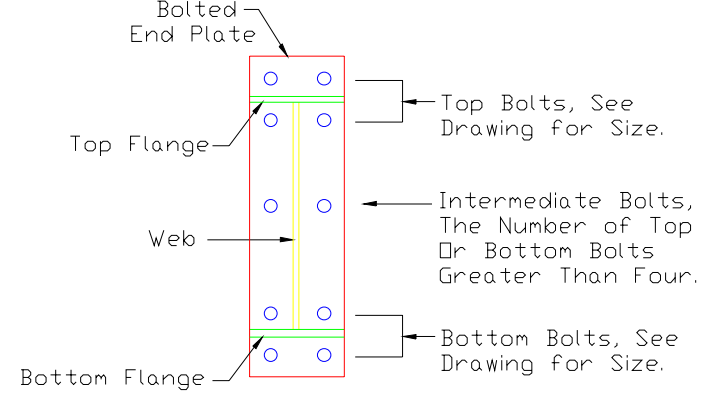 Bolted
End Plate
Top Bolts, See
Drawing for Size.
Top Flange
Intermediate Bolts,
The Number of Top
Or Bottom Bolts
Greater Than Four.
Web
Bottom Bolts, See
Drawing for Size.
Bottom Flange